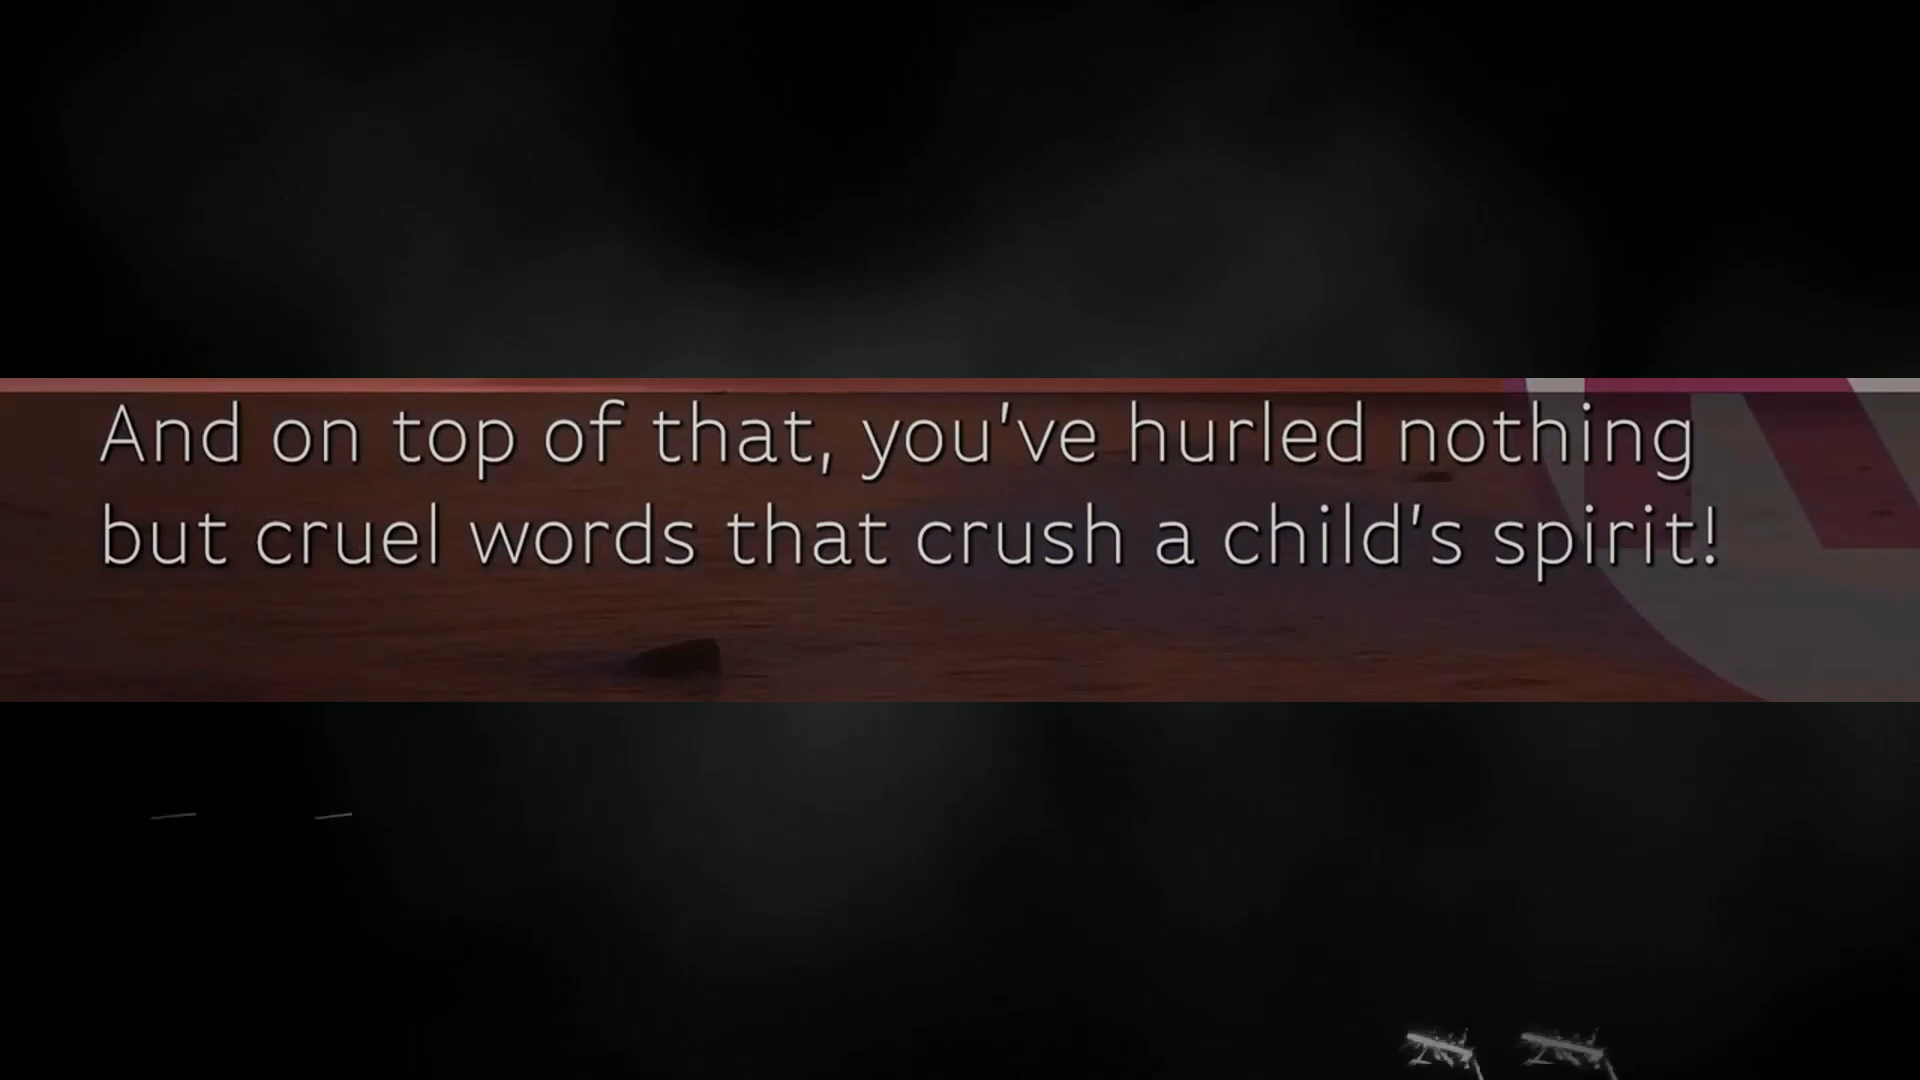 And on top of that, you've hurled nothing
but cruel words that crush a child's spirit!